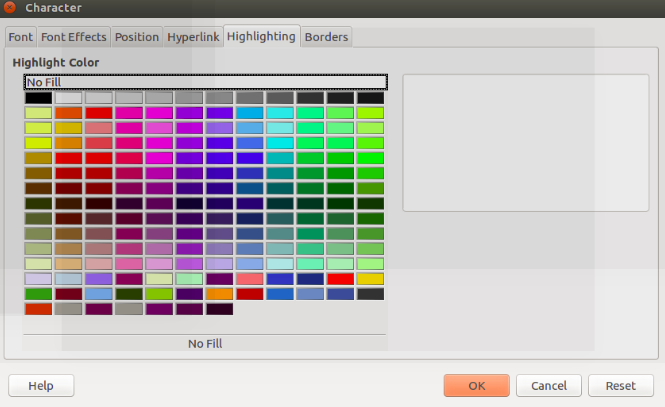 Character
Font Font Effects Position Hyperlink Highlighting Borders
Highlight Color
No Fill
No Fill
Help OK Cancel Reset